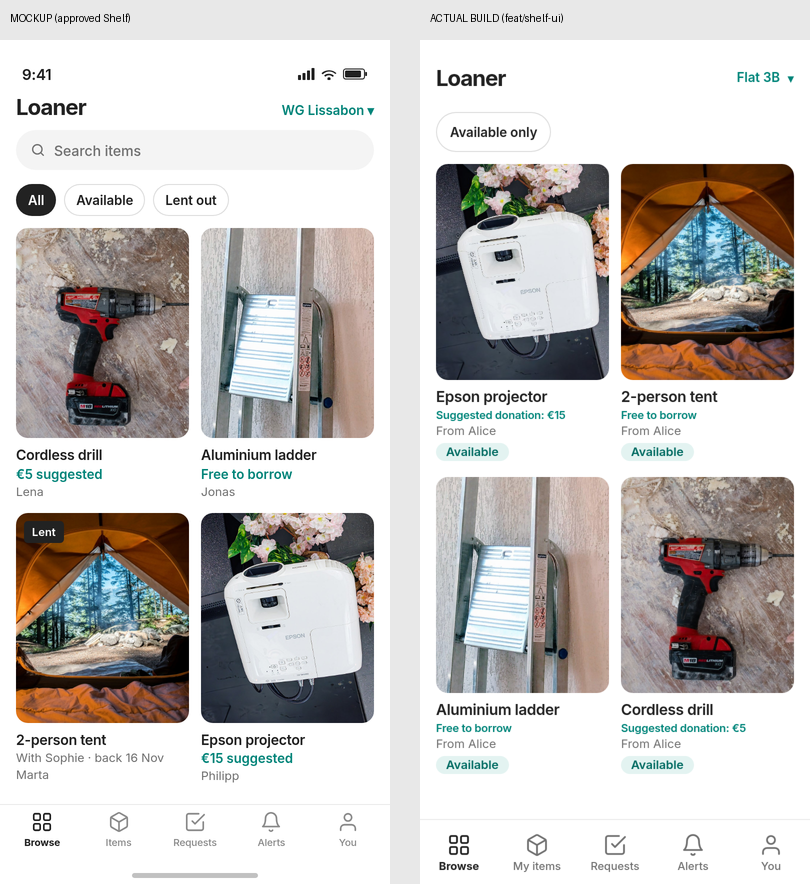 MOCKUP (approved Shelf)
9:41
Loaner
WG Lissabon ▾
Search items
All
Available
Lent out
Cordless drill
€5 suggested
Lena
Aluminium ladder
Free to borrow
Jonas
Lent
2-person tent
With Sophie · back 16 Nov
Marta
EPSON
Epson projector
€15 suggested
Philipp
Browse
Items
Requests
Alerts
You
ACTUAL BUILD (feat/shelf-ui)
Loaner
Flat 3B ▾
Available only
EPSON
Epson projector
Suggested donation: €15
From Alice
Available
2-person tent
Free to borrow
From Alice
Available
Aluminium ladder
Free to borrow
From Alice
Available
Cordless drill
Suggested donation: €5
From Alice
Available
Browse
My items
Requests
Alerts
You